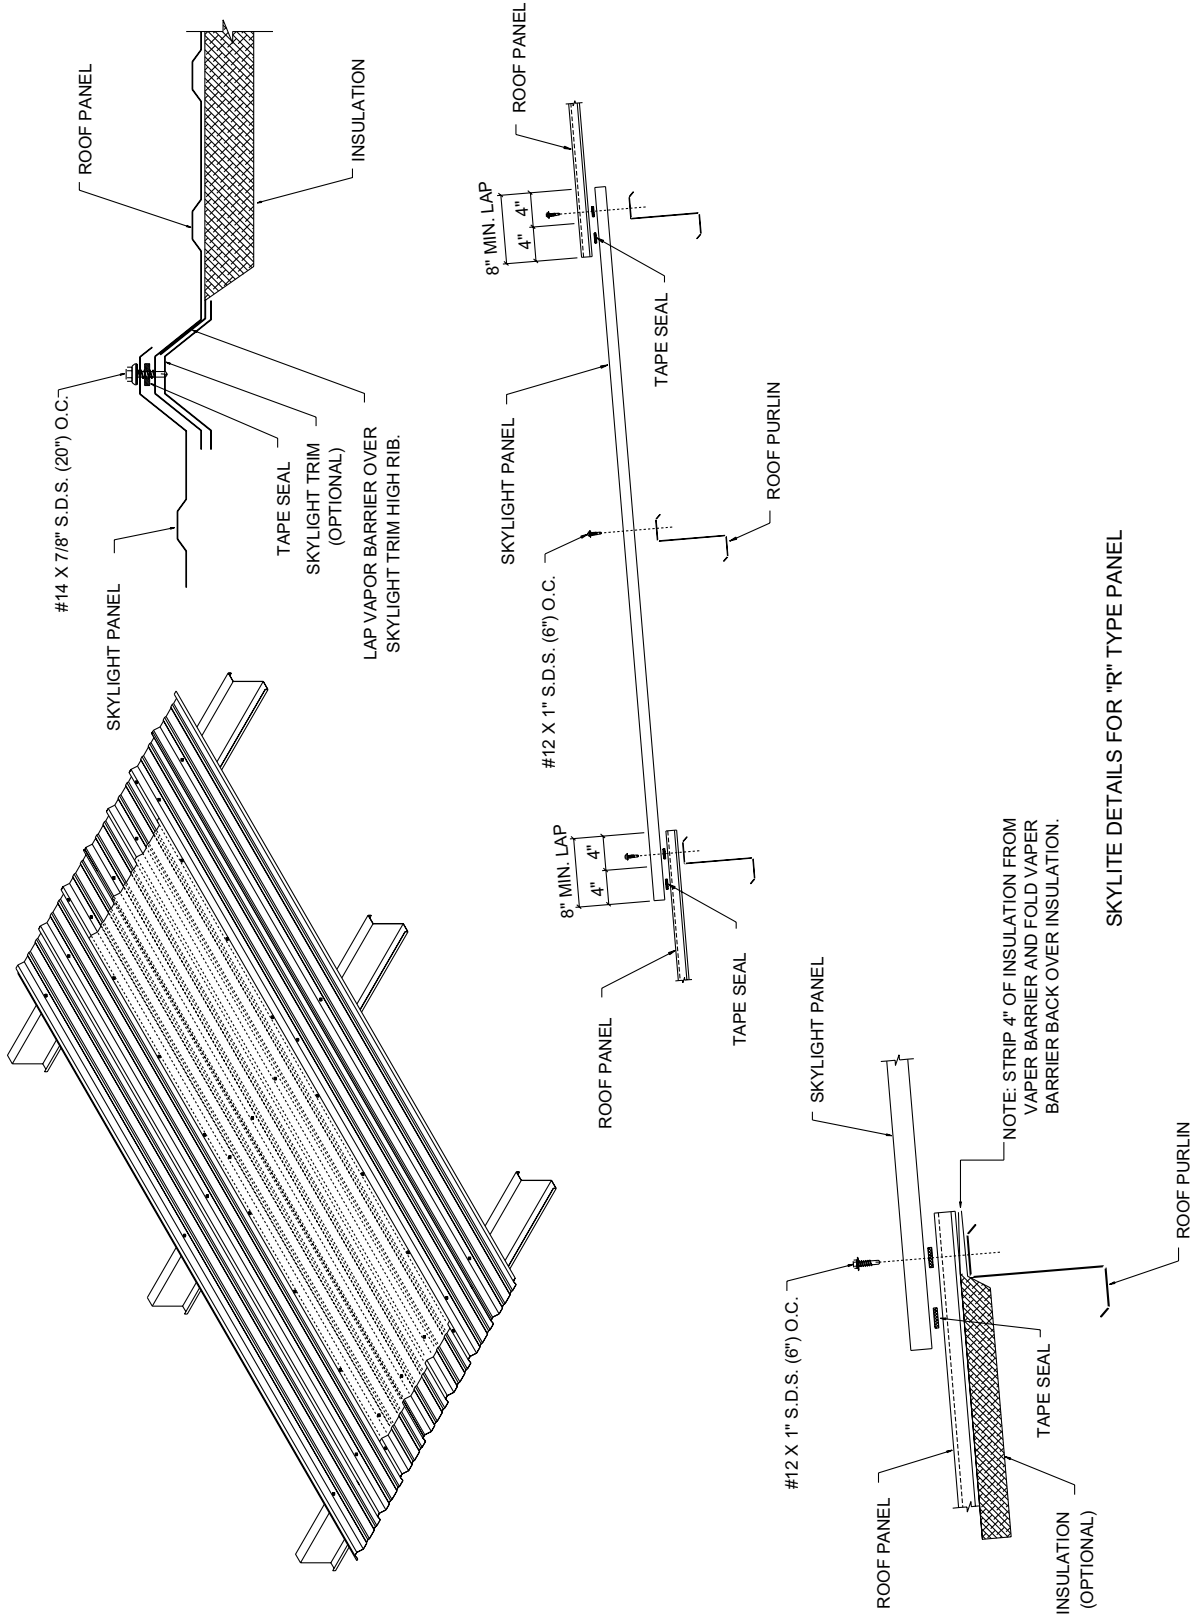 #14 X 7/8" S.D.S. (20") O.C.
ROOF PANEL
SKYLIGHT PANEL
TAPE SEAL
SKYLIGHT TRIM
(OPTIONAL)
LAP VAPOR BARRIER OVER
SKYLIGHT TRIM HIGH RIB.
INSULATION
8" MIN. LAP
4"
4"
ROOF PANEL
SKYLIGHT PANEL
#12 X 1" S.D.S. (6") O.C.
TAPE SEAL
8" MIN. LAP
4"
4"
ROOF PURLIN
ROOF PANEL
TAPE SEAL
#12 X 1" S.D.S. (6") O.C.
SKYLIGHT PANEL
ROOF PANEL
NOTE: STRIP 4" OF INSULATION FROM
VAPER BARRIER AND FOLD VAPER
BARRIER BACK OVER INSULATION.
TAPE SEAL
INSULATION
(OPTIONAL)
ROOF PURLIN
SKYLITE DETAILS FOR "R" TYPE PANEL